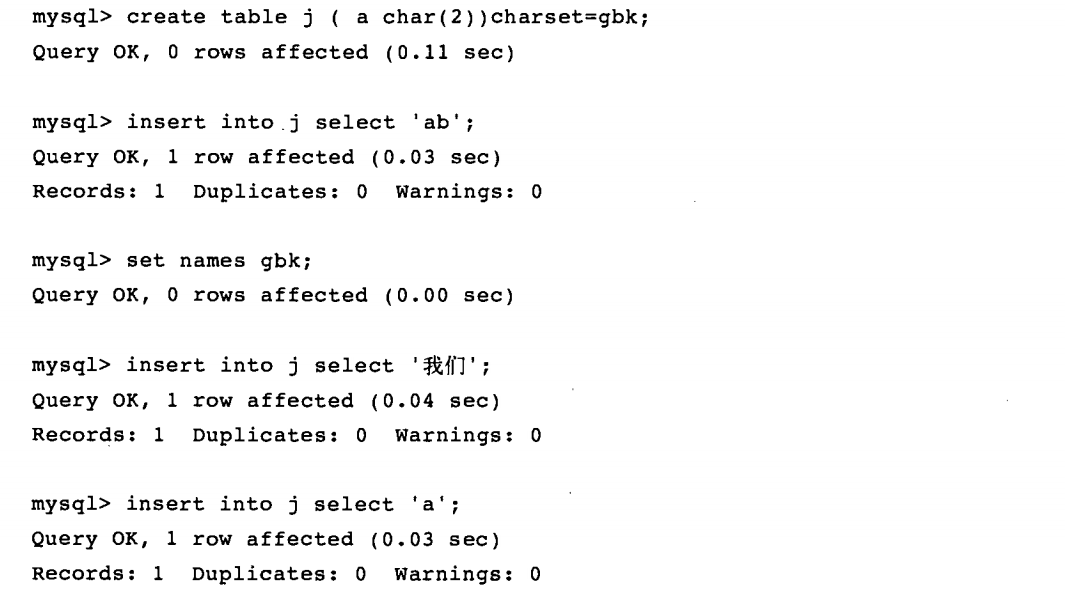 mysql> create table j ( a char(2))charset=gbk;
Query OK, 0 rows affected (0.11 sec)
mysql> insert into j select 'ab';
Query OK, 1 row affected (0.03 sec)
Records: 1  Duplicates: 0  Warnings: 0
mysql> set names gbk;
Query OK, 0 rows affected (0.00 sec)
mysql> insert into j select '我们';
Query OK, 1 row affected (0.04 sec)
Records: 1  Duplicates: 0  Warnings: 0
mysql> insert into j select 'a';
Query OK, 1 row affected (0.03 sec)
Records: 1  Duplicates: 0  Warnings: 0